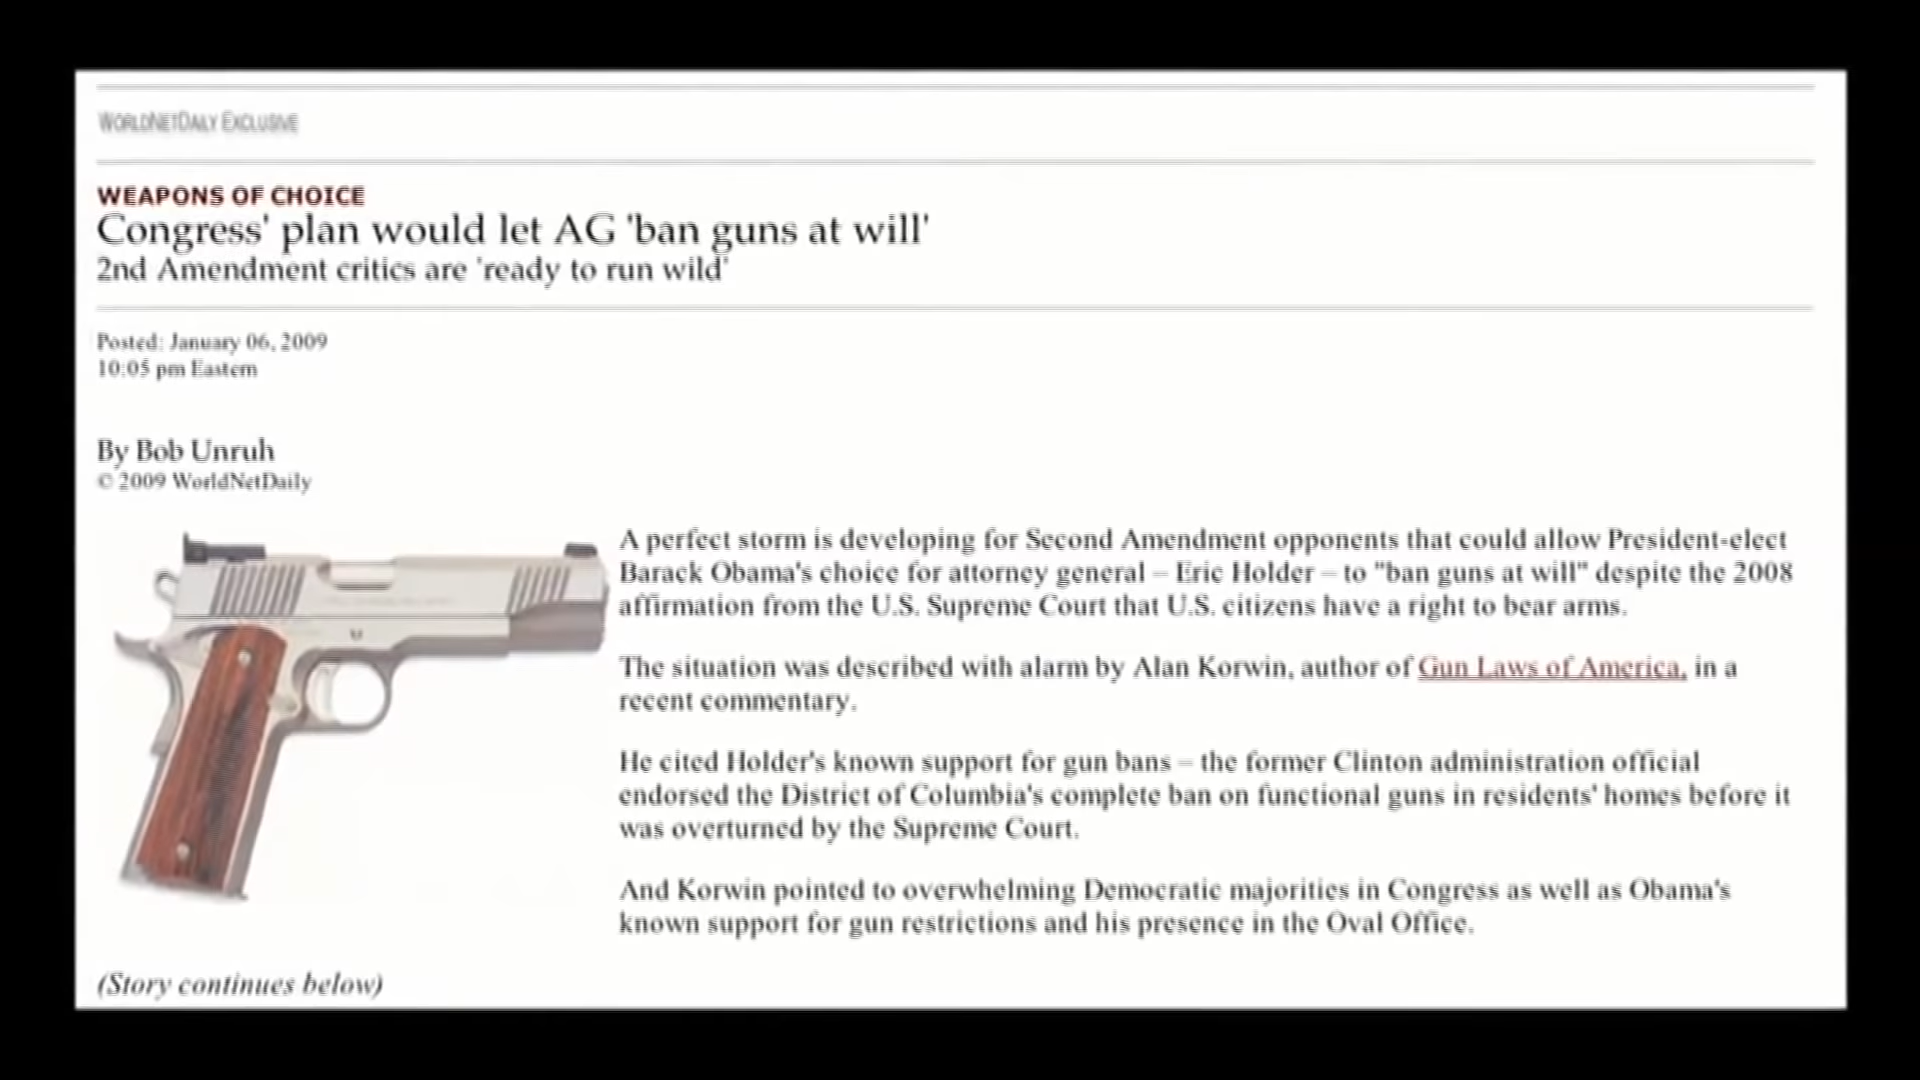 WORLDNETDAILY EXCLUSIVE
WEAPONS OF CHOICE
Congress' plan would let AG 'ban guns at will'
2nd Amendment critics are 'ready to run wild'
Posted: January 06, 2009
10:05 pm Eastern
By Bob Unruh
© 2009 WorldNetDaily
A perfect storm is developing for Second Amendment opponents that could allow President-elect
Barack Obama's choice for attorney general – Eric Holder – to "ban guns at will" despite the 2008
affirmation from the U.S. Supreme Court that U.S. citizens have a right to bear arms.
The situation was described with alarm by Alan Korwin, author of Gun Laws of America, in a
recent commentary.
He cited Holder's known support for gun bans – the former Clinton administration official
endorsed the District of Columbia's complete ban on functional guns in residents' homes before it
was overturned by the Supreme Court.
And Korwin pointed to overwhelming Democratic majorities in Congress as well as Obama's
known support for gun restrictions and his presence in the Oval Office.
(Story continues below)